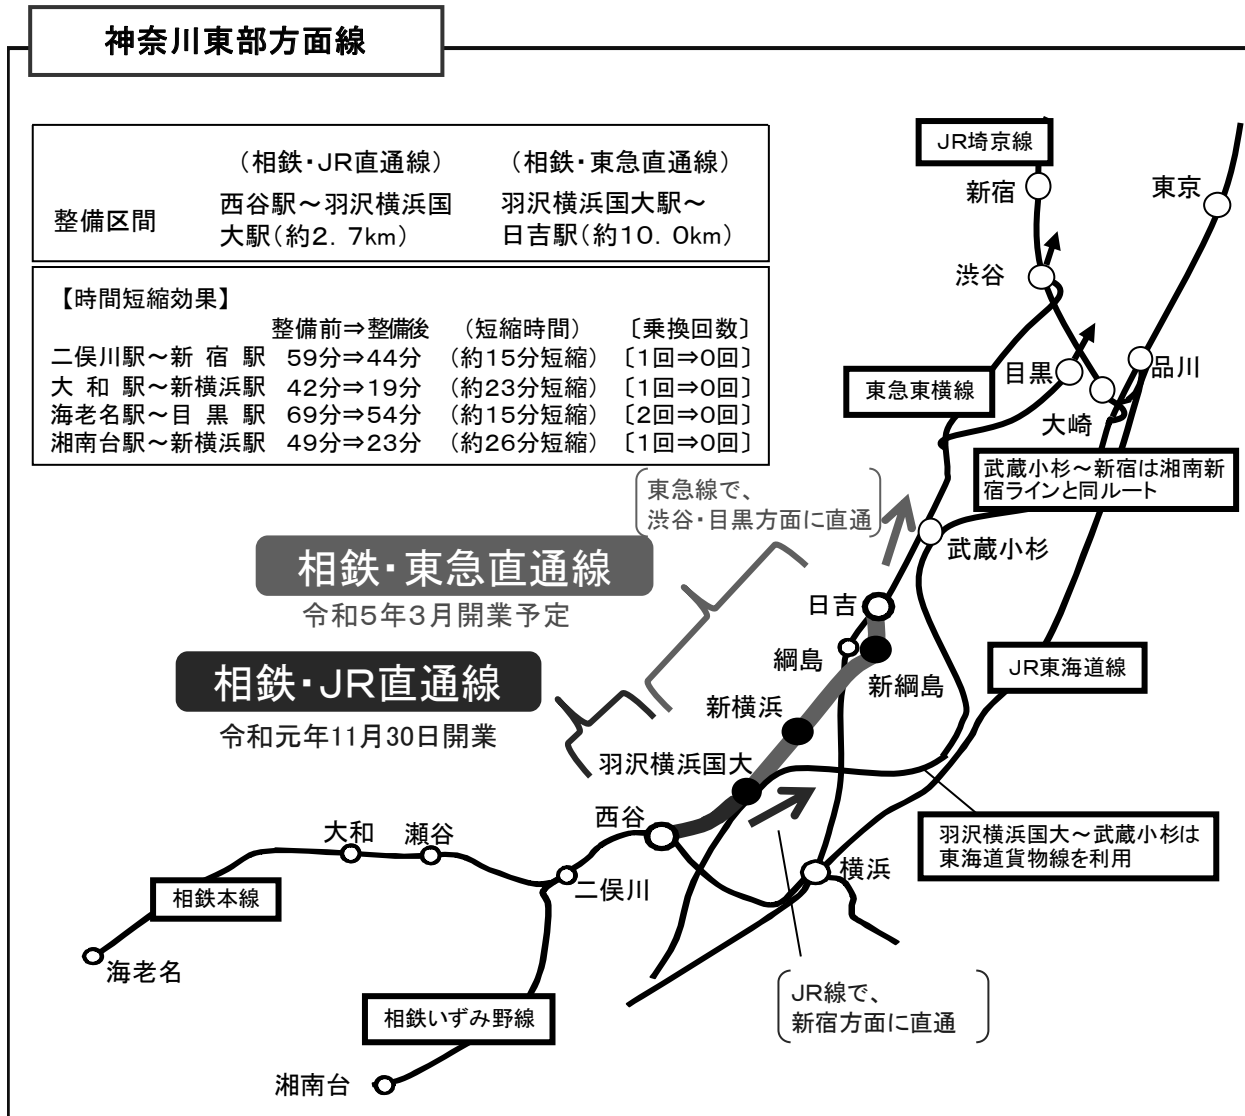 神奈川東部方面線
（相鉄・JR直通線） （相鉄・東急直通線）
整備区間
西谷駅～羽沢横浜国
大駅（約2．7km）
羽沢横浜国大駅～
日吉駅（約10．0km）
【時間短縮効果】
整備前⇒整備後 （短縮時間） 〔乗換回数〕
二俣川駅～新 宿 駅 59分⇒44分 （約15分短縮） 〔1回⇒0回〕
大 和 駅～新横浜駅 42分⇒19分 （約23分短縮） 〔1回⇒0回〕
海老名駅～目 黒 駅 69分⇒54分 （約15分短縮） 〔2回⇒0回〕
湘南台駅～新横浜駅 49分⇒23分 （約26分短縮） 〔1回⇒0回〕
JR埼京線
新宿
東京
渋谷
目黒
品川
東急東横線
大崎
武蔵小杉～新宿は湘南新
宿ラインと同ルート
東急線で、
渋谷・目黒方面に直通
武蔵小杉
相鉄・東急直通線
令和5年3月開業予定
日吉
綱島
新綱島
JR東海道線
相鉄・JR直通線
令和元年11月30日開業
新横浜
羽沢横浜国大
西谷
羽沢横浜国大～武蔵小杉は
東海道貨物線を利用
大和
瀬谷
二俣川
横浜
相鉄本線
海老名
相鉄いずみ野線
JR線で、
新宿方面に直通
湘南台